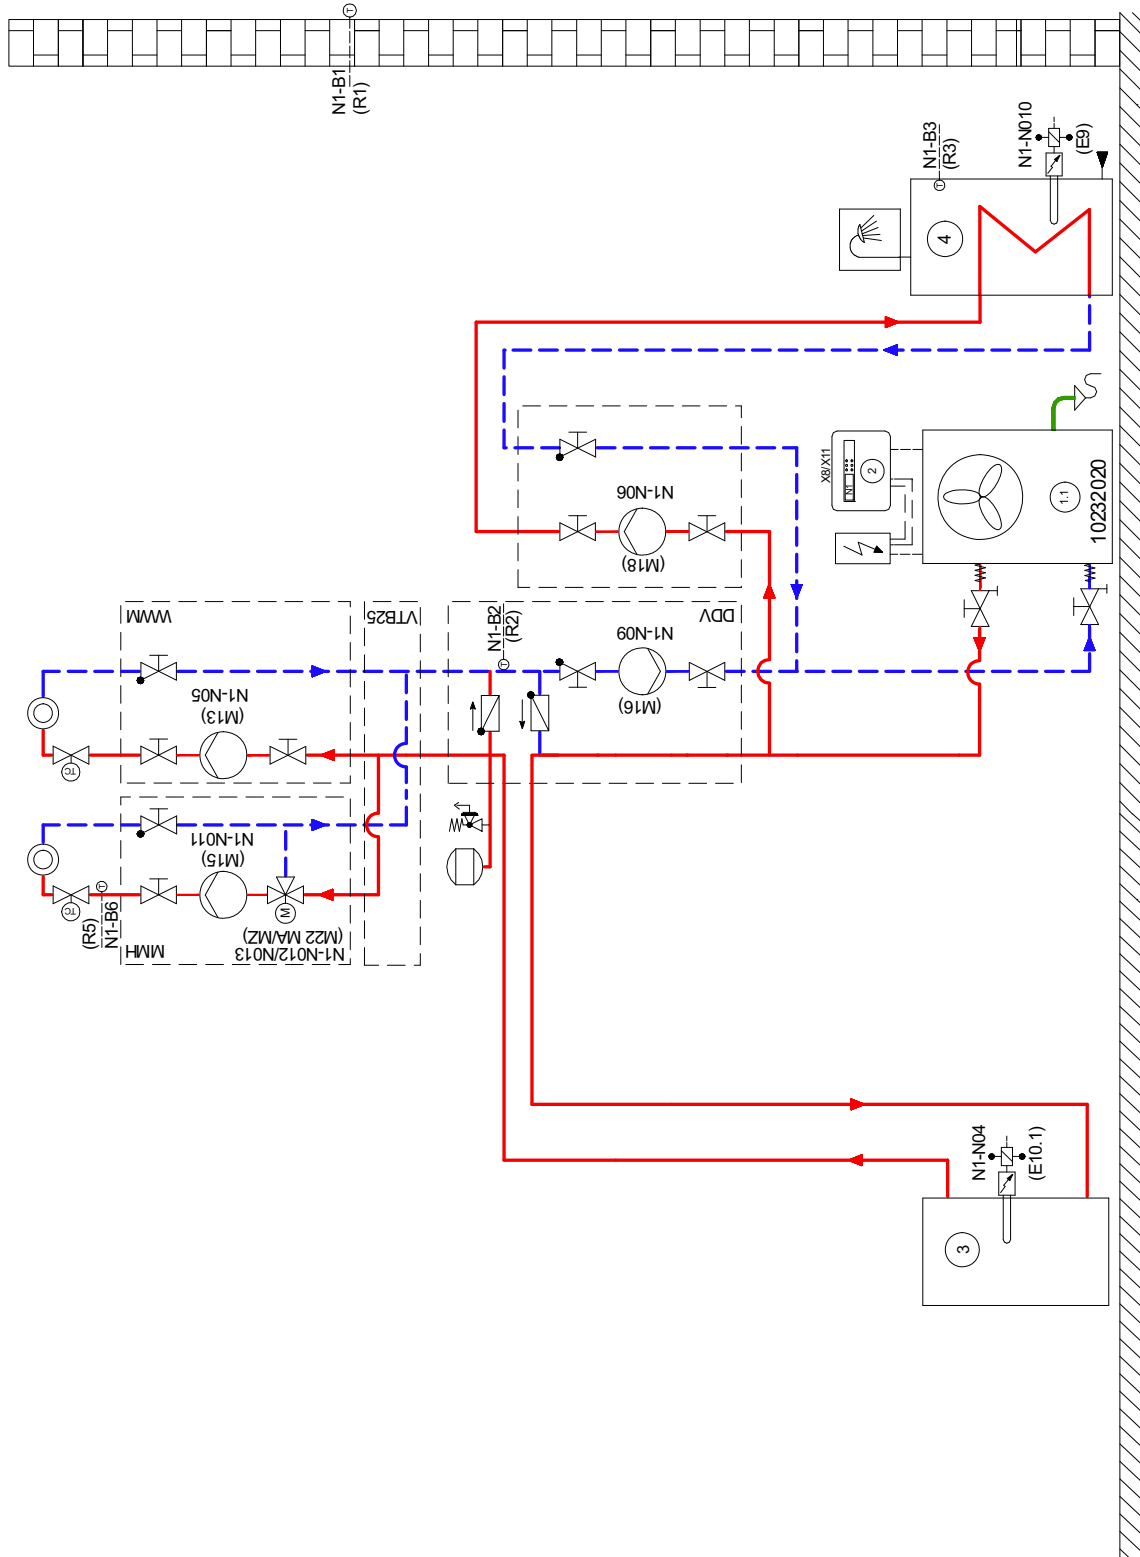 N1-B1
(R1)
N1-B3
(R3)
N1-N010
(E9)
T
T
4
X8/X11
N1
2
1.1
10232020
N1-N06
(M18)
N1-B2
(R2)
T
DDV
N1-N09
(M16)
VTB25
WWM
N1-N05
(M13)
TC
MMH
N1-N011
(M15)
M
N1-N012/N013
(M22 MA/MZ)
TC
T
(R5)
N1-B6
N1-N04
(E10.1)
3